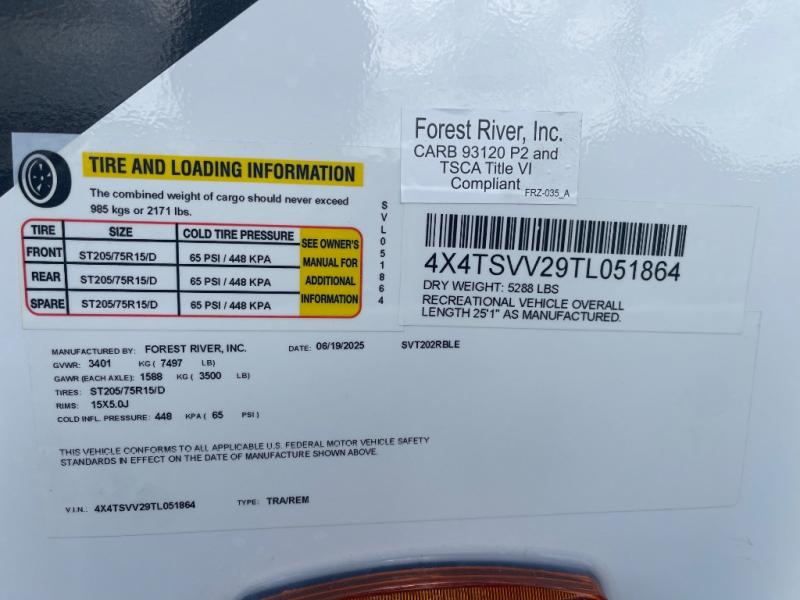 Forest River, Inc.
CARB 93120 P2 and
TSCA Title VI
Compliant
FRZ-035_A
TIRE AND LOADING INFORMATION
The combined weight of cargo should never exceed
985 kgs or 2171 lbs.
TIRE SIZE COLD TIRE PRESSURE
FRONT ST205/75R15/D 65 PSI / 448 KPA
REAR ST205/75R15/D 65 PSI / 448 KPA
SPARE ST205/75R15/D 65 PSI / 448 KPA
SEE OWNER'S
MANUAL FOR
ADDITIONAL
INFORMATION
SVL051864
4X4TSVV29TL051864
DRY WEIGHT: 5288 LBS
RECREATIONAL VEHICLE OVERALL
LENGTH 25'1" AS MANUFACTURED.
MANUFACTURED BY: FOREST RIVER, INC. DATE: 06/19/2025 SVT202RBLE
GVWR: 3401 KG ( 7497 LB)
GAWR (EACH AXLE): 1588 KG ( 3500 LB)
TIRES: ST205/75R15/D
RIMS: 15X5.0J
COLD INFL. PRESSURE: 448 KPA ( 65 PSI )
THIS VEHICLE CONFORMS TO ALL APPLICABLE U.S. FEDERAL MOTOR VEHICLE SAFETY
STANDARDS IN EFFECT ON THE DATE OF MANUFACTURE SHOWN ABOVE.
V.I.N.: 4X4TSVV29TL051864 TYPE: TRA/REM